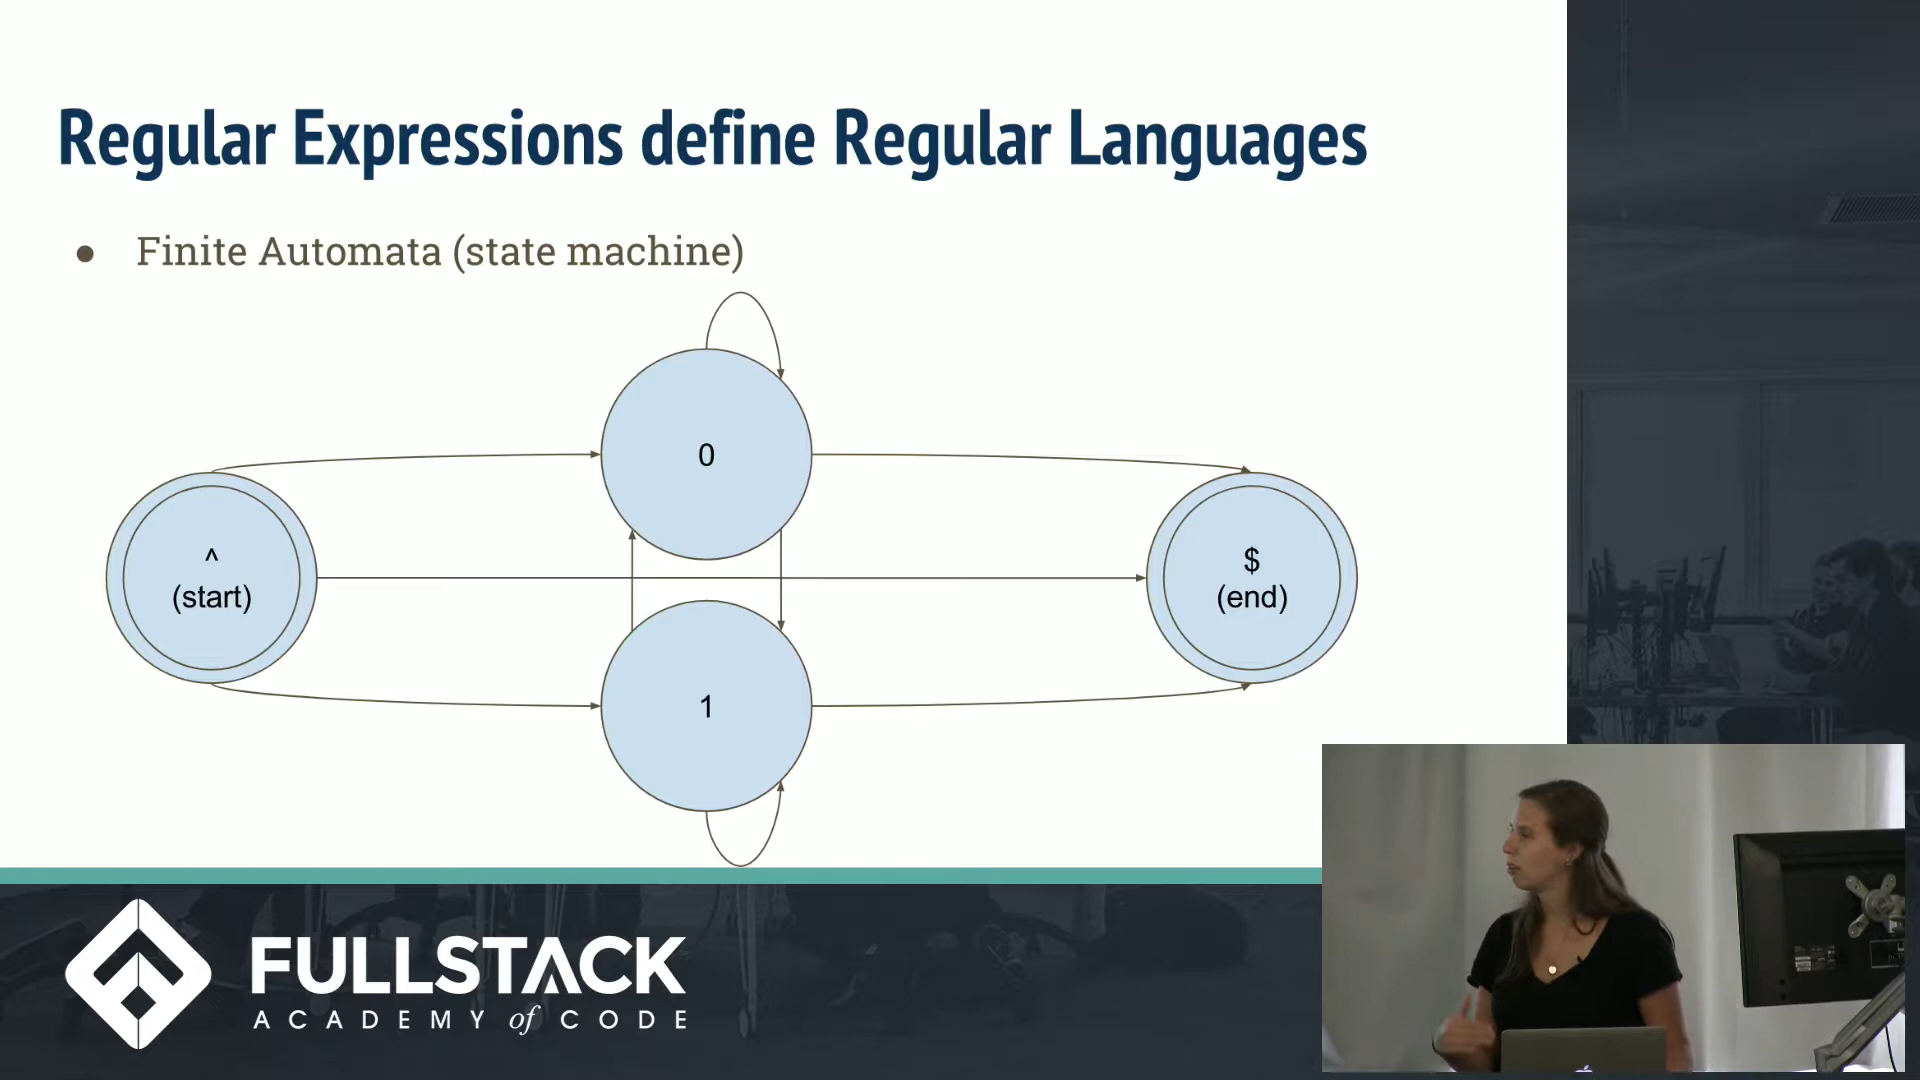 Regular Expressions define Regular Languages
● Finite Automata (state machine)
0
^
(start)
$
(end)
1
FULLSTACK
ACADEMY of CODE